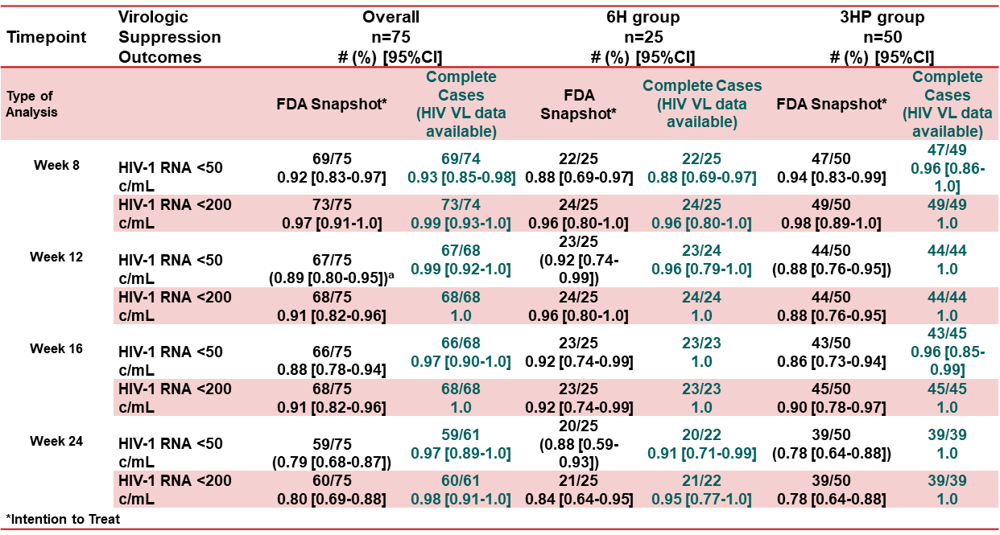 Timepoint
Virologic
Suppression
Outcomes
Overall
n=75
# (%) [95%CI]
6H group
n=25
# (%) [95%CI]
3HP group
n=50
# (%) [95%CI]
Type of
Analysis
FDA Snapshot*
Complete
Cases
(HIV VL data
available)
FDA
Snapshot*
Complete Cases
(HIV VL data
available)
FDA Snapshot*
Complete
Cases
(HIV VL data
available)
Week 8
HIV-1 RNA <50
c/mL
69/75
0.92 [0.83-0.97]
69/74
0.93 [0.85-0.98]
22/25
0.88 [0.69-0.97]
22/25
0.88 [0.69-0.97]
47/50
0.94 [0.83-0.99]
47/49
0.96 [0.86-
1.0]
HIV-1 RNA <200
c/mL
73/75
0.97 [0.91-1.0]
73/74
0.99 [0.93-1.0]
24/25
0.96 [0.80-1.0]
24/25
0.96 [0.80-1.0]
49/50
0.98 [0.89-1.0]
49/49
1.0
Week 12
HIV-1 RNA <50
c/mL
67/75
(0.89 [0.80-0.95])ᵃ
67/68
0.99 [0.92-1.0]
23/25
(0.92 [0.74-
0.99])
23/24
0.96 [0.79-1.0]
44/50
(0.88 [0.76-0.95])
44/44
1.0
HIV-1 RNA <200
c/mL
68/75
0.91 [0.82-0.96]
68/68
1.0
24/25
0.96 [0.80-1.0]
24/24
1.0
44/50
0.88 [0.76-0.95]
44/44
1.0
Week 16
HIV-1 RNA <50
c/mL
66/75
0.88 [0.78-0.94]
66/68
0.97 [0.90-1.0]
23/25
0.92 [0.74-0.99]
23/23
1.0
43/50
0.86 [0.73-0.94]
43/45
0.96 [0.85-
0.99]
HIV-1 RNA <200
c/mL
68/75
0.91 [0.82-0.96]
68/68
1.0
23/25
0.92 [0.74-0.99]
23/23
1.0
45/50
0.90 [0.78-0.97]
45/45
1.0
Week 24
HIV-1 RNA <50
c/mL
59/75
(0.79 [0.68-0.87])
59/61
0.97 [0.89-1.0]
20/25
(0.88 [0.59-
0.93])
20/22
0.91 [0.71-0.99]
39/50
(0.78 [0.64-0.88])
39/39
1.0
HIV-1 RNA <200
c/mL
60/75
0.80 [0.69-0.88]
60/61
0.98 [0.91-1.0]
21/25
0.84 [0.64-0.95]
21/22
0.95 [0.77-1.0]
39/50
0.78 [0.64-0.88]
39/39
1.0
*Intention to Treat